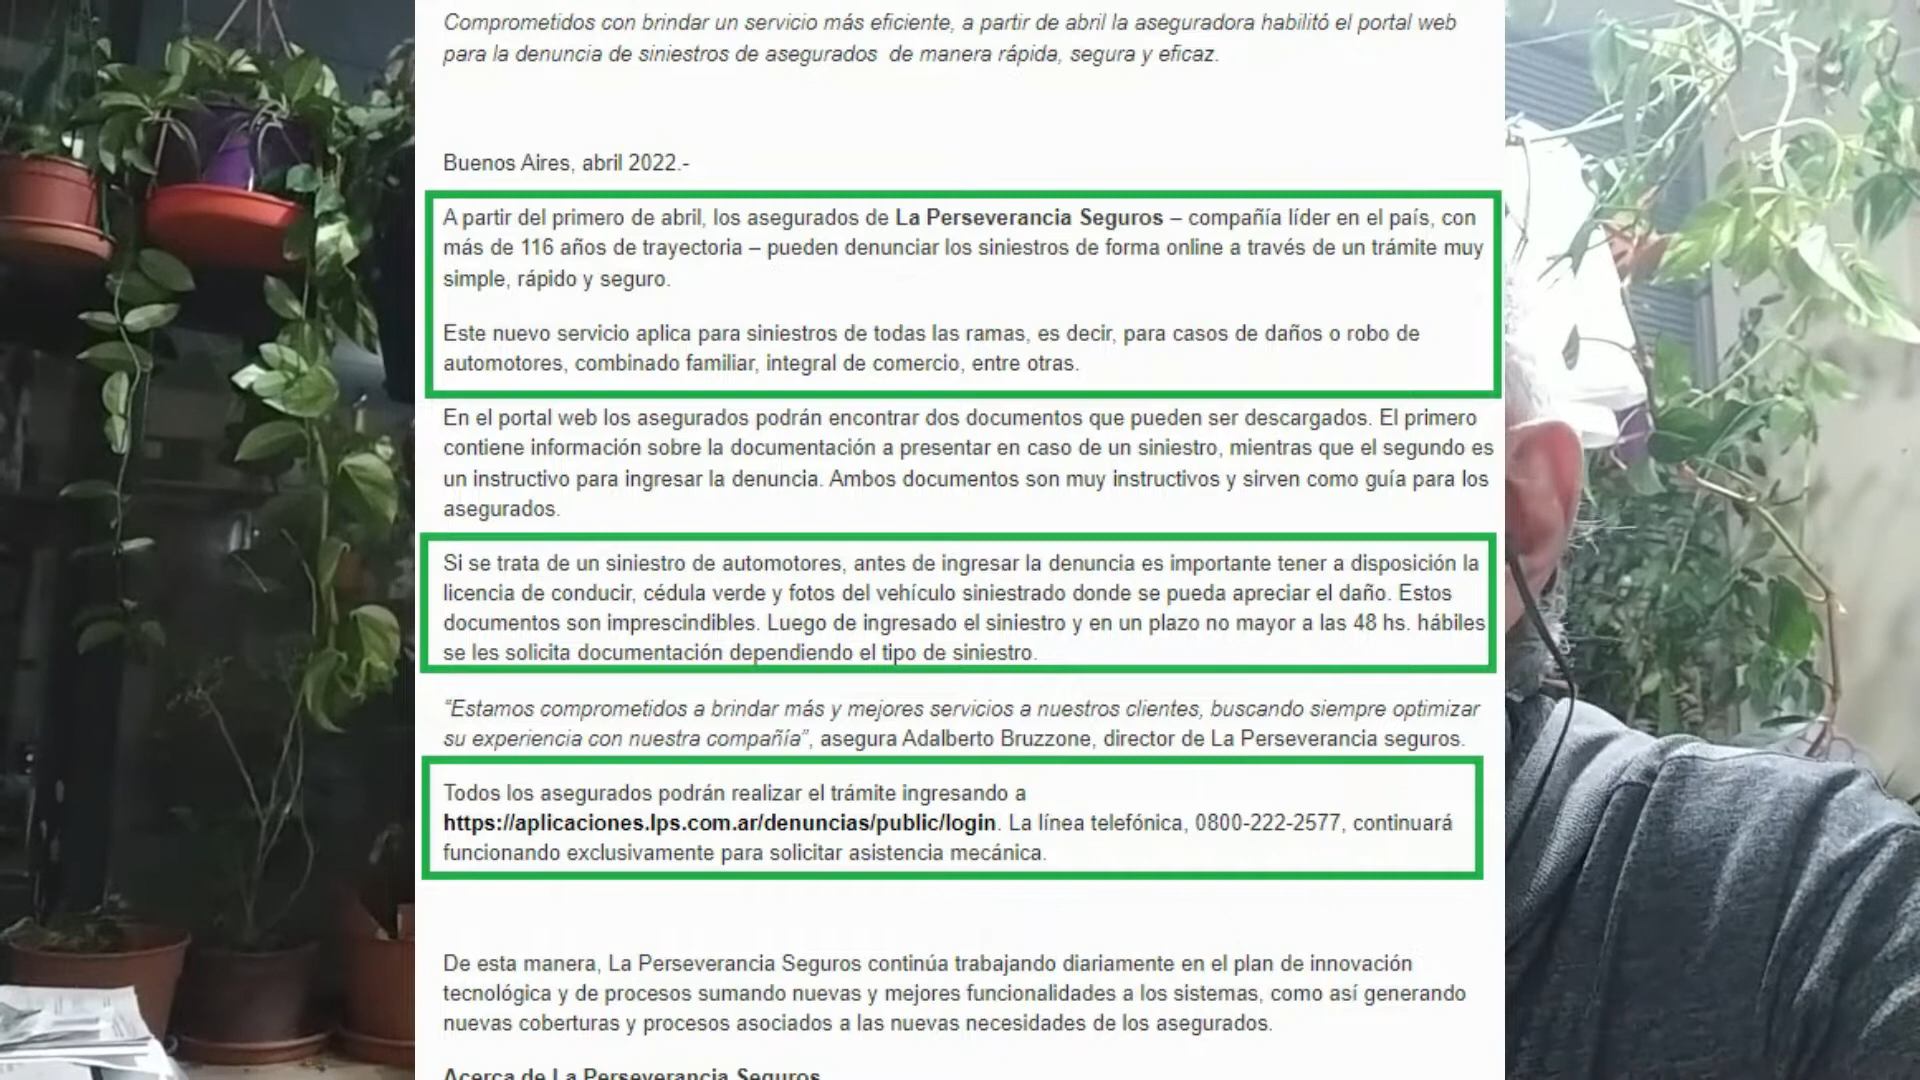 Comprometidos con brindar un servicio más eficiente, a partir de abril la aseguradora habilitó el portal web
para la denuncia de siniestros de asegurados de manera rápida, segura y eficaz.
Buenos Aires, abril 2022.-
A partir del primero de abril, los asegurados de La Perseverancia Seguros – compañía líder en el país, con
más de 116 años de trayectoria – pueden denunciar los siniestros de forma online a través de un trámite muy
simple, rápido y seguro.
Este nuevo servicio aplica para siniestros de todas las ramas, es decir, para casos de daños o robo de
automotores, combinado familiar, integral de comercio, entre otras.
En el portal web los asegurados podrán encontrar dos documentos que pueden ser descargados. El primero
contiene información sobre la documentación a presentar en caso de un siniestro, mientras que el segundo es
un instructivo para ingresar la denuncia. Ambos documentos son muy instructivos y sirven como guía para los
asegurados.
Si se trata de un siniestro de automotores, antes de ingresar la denuncia es importante tener a disposición la
licencia de conducir, cédula verde y fotos del vehículo siniestrado donde se pueda apreciar el daño. Estos
documentos son imprescindibles. Luego de ingresado el siniestro y en un plazo no mayor a las 48 hs. hábiles
se les solicita documentación dependiendo el tipo de siniestro.
"Estamos comprometidos a brindar más y mejores servicios a nuestros clientes, buscando siempre optimizar
su experiencia con nuestra compañía", asegura Adalberto Bruzzone, director de La Perseverancia seguros.
Todos los asegurados podrán realizar el trámite ingresando a
https://aplicaciones.lps.com.ar/denuncias/public/login. La línea telefónica, 0800-222-2577, continuará
funcionando exclusivamente para solicitar asistencia mecánica.
De esta manera, La Perseverancia Seguros continúa trabajando diariamente en el plan de innovación
tecnológica y de procesos sumando nuevas y mejores funcionalidades a los sistemas, como así generando
nuevas coberturas y procesos asociados a las nuevas necesidades de los asegurados.
Acerca de La Perseverancia Seguros